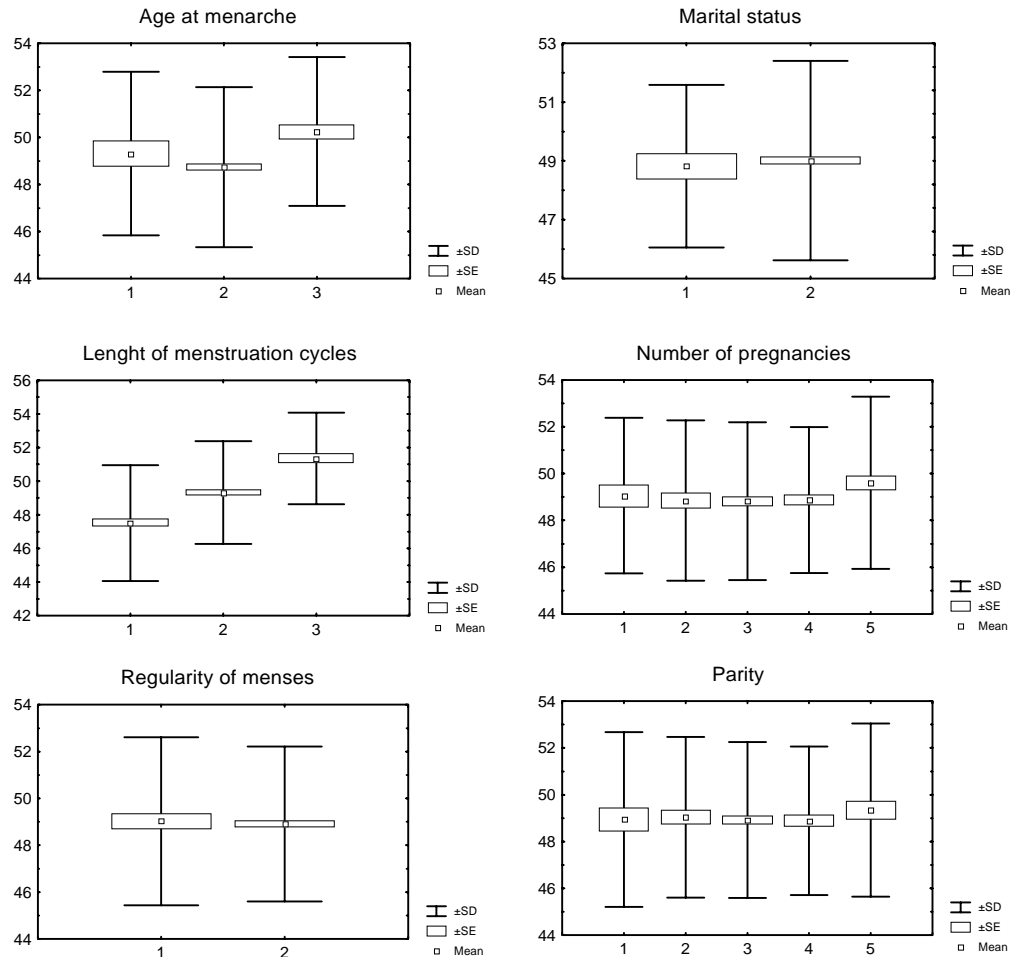 Age at menarche
54
52
50
48
46
44
1 2 3
±SD
±SE
Mean
Marital status
53
51
49
47
45
1 2
±SD
±SE
Mean
Lenght of menstruation cycles
56
54
52
50
48
46
44
42
1 2 3
±SD
±SE
Mean
Number of pregnancies
54
52
50
48
46
44
1 2 3 4 5
±SD
±SE
Mean
Regularity of menses
54
52
50
48
46
44
1 2
±SD
±SE
Mean
Parity
54
52
50
48
46
44
1 2 3 4 5
±SD
±SE
Mean